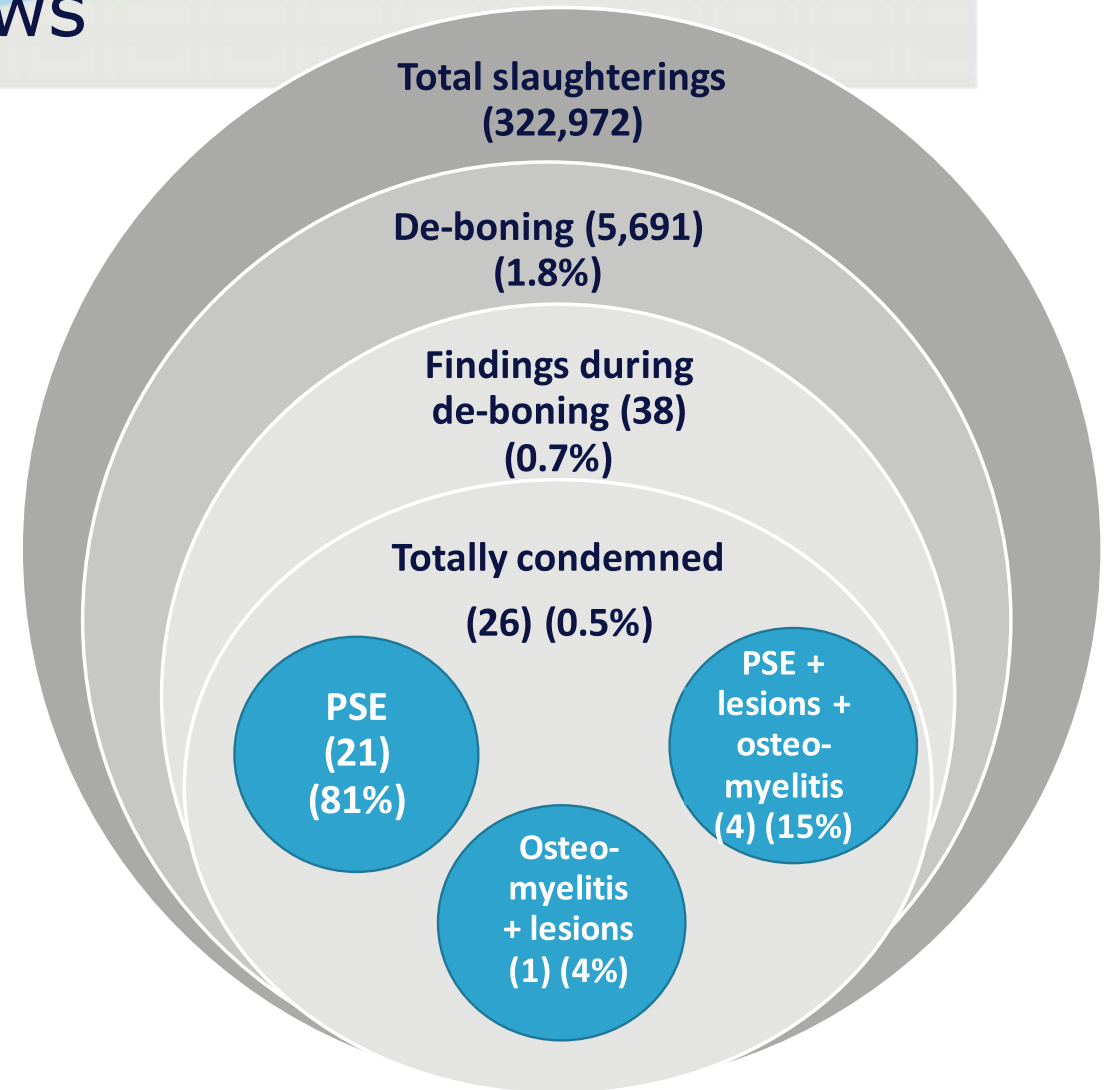 ws
Total slaughterings
(322,972)
De-boning (5,691)
(1.8%)
Findings during
de-boning (38)
(0.7%)
Totally condemned
(26) (0.5%)
PSE
(21)
(81%)
PSE +
lesions +
osteo-
myelitis
(4) (15%)
Osteo-
myelitis
+ lesions
(1) (4%)